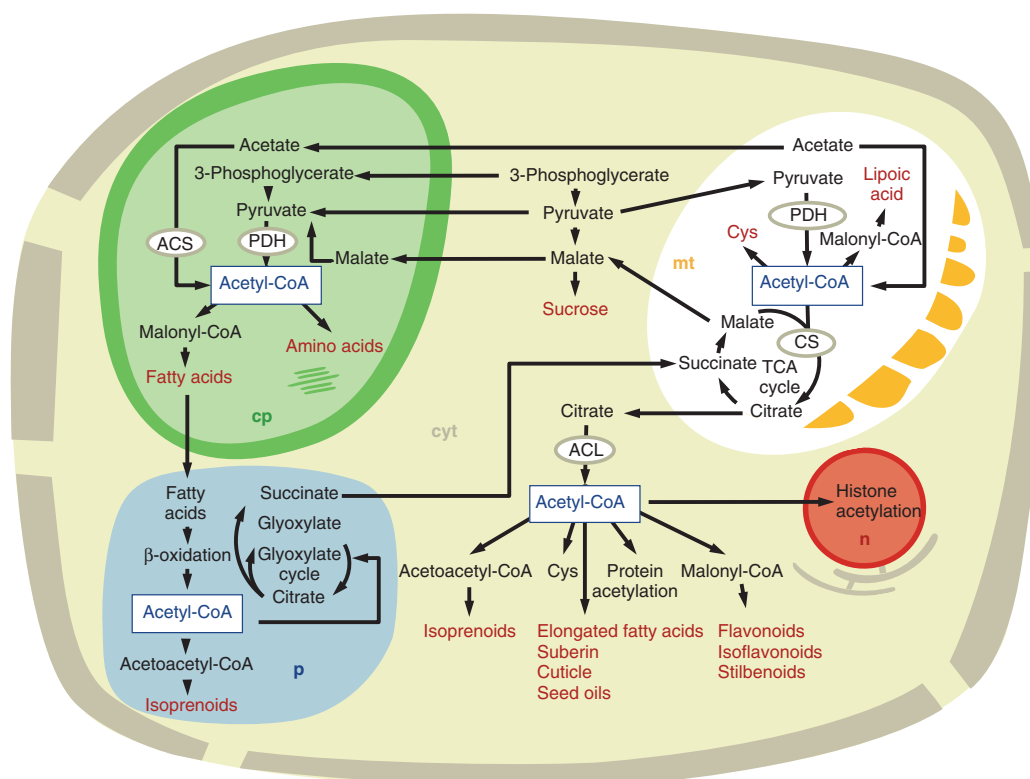 Acetate
3-Phosphoglycerate
Pyruvate
ACS
PDH
Malate
Acetyl-CoA
Malonyl-CoA
Amino acids
Fatty acids
cp
3-Phosphoglycerate
Pyruvate
Malate
Sucrose
cyt
Acetate
Pyruvate
Lipoic
acid
PDH
Cys
Malonyl-CoA
mt
Acetyl-CoA
Malate
CS
Succinate
TCA
cycle
Citrate
Citrate
ACL
Acetyl-CoA
Histone
acetylation
n
Acetoacetyl-CoA
Cys
Protein
acetylation
Malonyl-CoA
Isoprenoids
Elongated fatty acids
Suberin
Cuticle
Seed oils
Flavonoids
Isoflavonoids
Stilbenoids
Fatty
acids
Succinate
Glyoxylate
β-oxidation
Glyoxylate
cycle
Citrate
Acetyl-CoA
Acetoacetyl-CoA
p
Isoprenoids